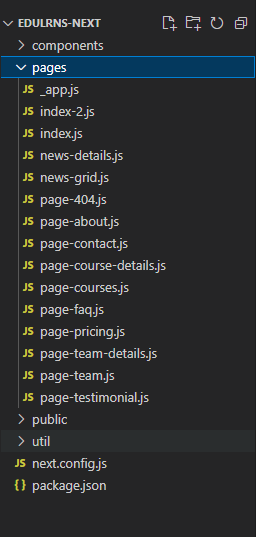 EDULRNS-NEXT
components
pages
JS _app.js
JS index-2.js
JS index.js
JS news-details.js
JS news-grid.js
JS page-404.js
JS page-about.js
JS page-contact.js
JS page-course-details.js
JS page-courses.js
JS page-faq.js
JS page-pricing.js
JS page-team-details.js
JS page-team.js
JS page-testimonial.js
public
util
JS next.config.js
{} package.json